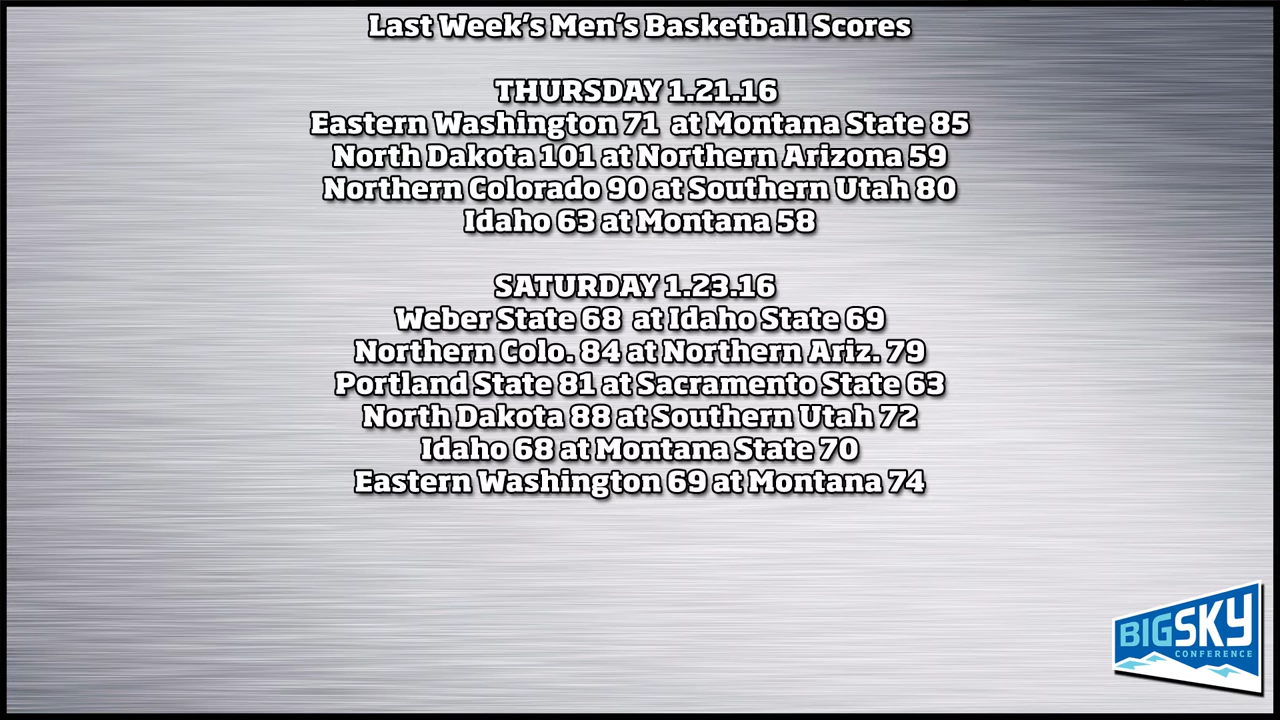 Last Week's Men's Basketball Scores
THURSDAY 1.21.16
Eastern Washington 71 at Montana State 85
North Dakota 101 at Northern Arizona 59
Northern Colorado 90 at Southern Utah 80
Idaho 63 at Montana 58
SATURDAY 1.23.16
Weber State 68 at Idaho State 69
Northern Colo. 84 at Northern Ariz. 79
Portland State 81 at Sacramento State 63
North Dakota 88 at Southern Utah 72
Idaho 68 at Montana State 70
Eastern Washington 69 at Montana 74
BIGSKY
CONFERENCE